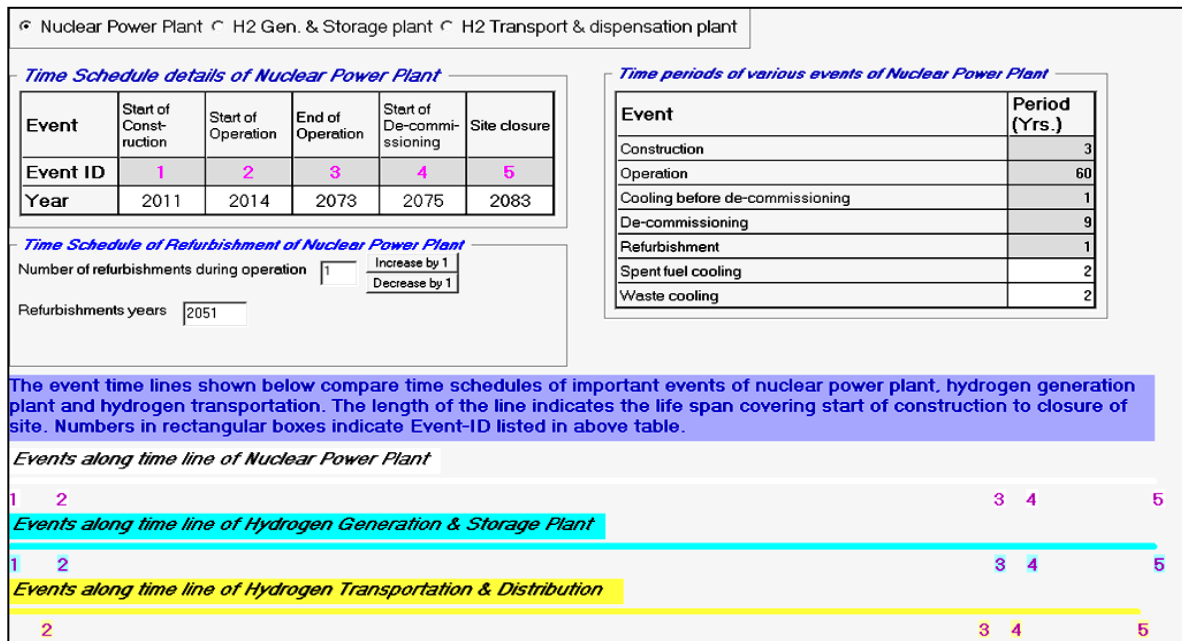 Nuclear Power Plant H2 Gen. & Storage plant H2 Transport & dispensation plant
Time Schedule details of Nuclear Power Plant
Event Start of Const-ruction Start of Operation End of Operation Start of De-commi-ssioning Site closure
Event ID 1 2 3 4 5
Year 2011 2014 2073 2075 2083
Time Schedule of Refurbishment of Nuclear Power Plant
Number of refurbishments during operation 1 Increase by 1
Decrease by 1
Refurbishments years 2051
Time periods of various events of Nuclear Power Plant
Event Period (Yrs.)
Construction 3
Operation 60
Cooling before de-commissioning 1
De-commissioning 9
Refurbishment 1
Spent fuel cooling 2
Waste cooling 2
The event time lines shown below compare time schedules of important events of nuclear power plant, hydrogen generation
plant and hydrogen transportation. The length of the line indicates the life span covering start of construction to closure of
site. Numbers in rectangular boxes indicate Event-ID listed in above table.
Events along time line of Nuclear Power Plant
1 2 3 4 5
Events along time line of Hydrogen Generation & Storage Plant
1 2 3 4 5
Events along time line of Hydrogen Transportation & Distribution
2 3 4 5